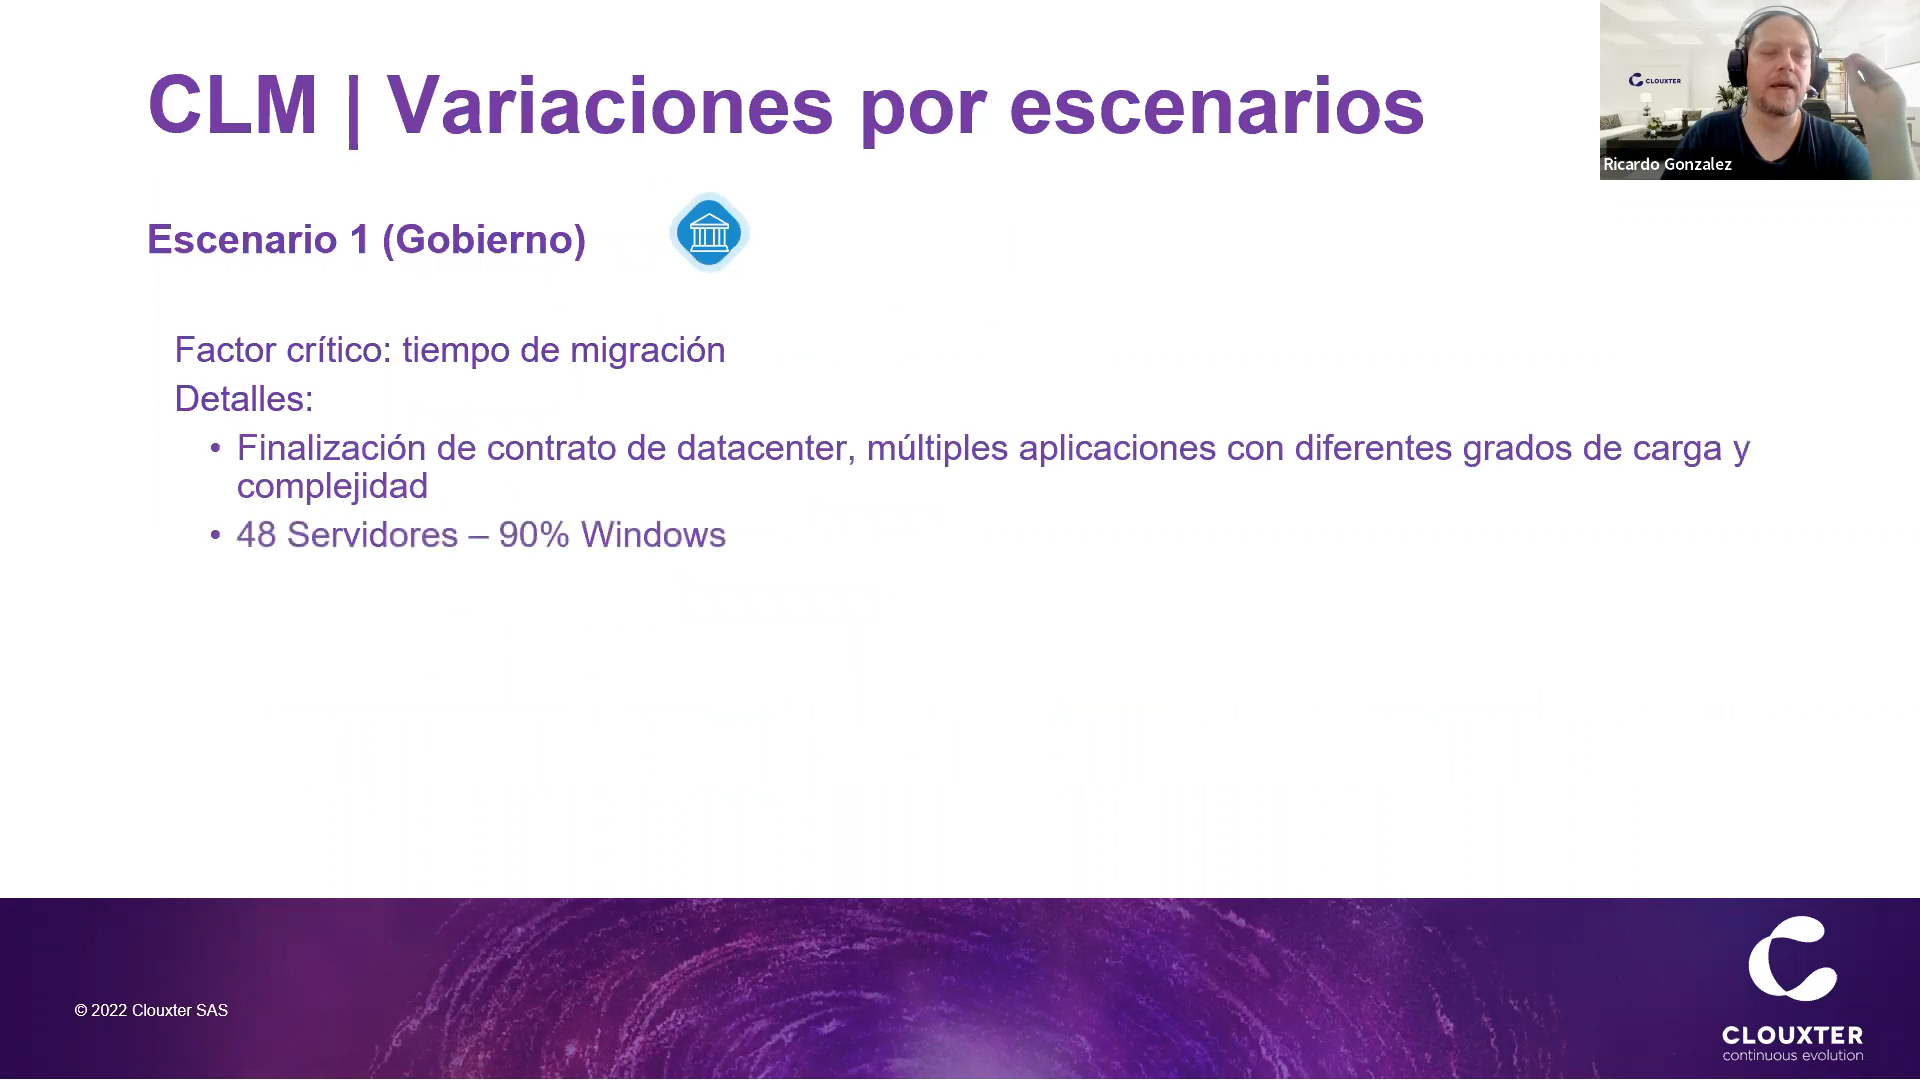 CLM | Variaciones por escenarios
CLOUXTER
Ricardo Gonzalez
Escenario 1 (Gobierno)
Factor crítico: tiempo de migración
Detalles:
• Finalización de contrato de datacenter, múltiples aplicaciones con diferentes grados de carga y
complejidad
• 48 Servidores – 90% Windows
© 2022 Clouxter SAS
CLOUXTER
continuous evolution